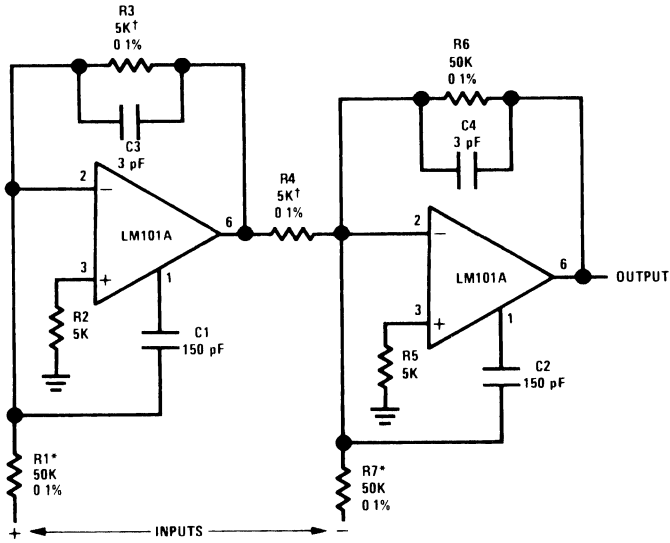 R3
5K†
0 1%
C3
3 pF
2
−
LM101A
6
3
+
1
R2
5K
C1
150 pF
R1*
50K
0 1%
+
INPUTS
−
R4
5K†
0 1%
R6
50K
0 1%
C4
3 pF
2
−
LM101A
6
OUTPUT
3
+
1
R5
5K
C2
150 pF
R7*
50K
0 1%